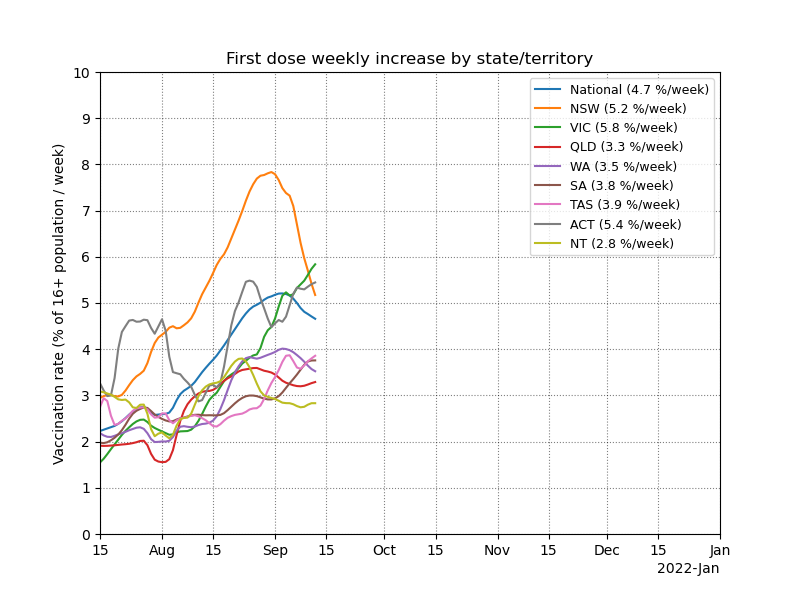 First dose weekly increase by state/territory
Vaccination rate (% of 16+ population / week)
10
9
8
7
6
5
4
3
2
1
0
National (4.7 %/week)
NSW (5.2 %/week)
VIC (5.8 %/week)
QLD (3.3 %/week)
WA (3.5 %/week)
SA (3.8 %/week)
TAS (3.9 %/week)
ACT (5.4 %/week)
NT (2.8 %/week)
15 Aug 15 Sep 15 Oct 15 Nov 15 Dec 15 Jan
2022-Jan